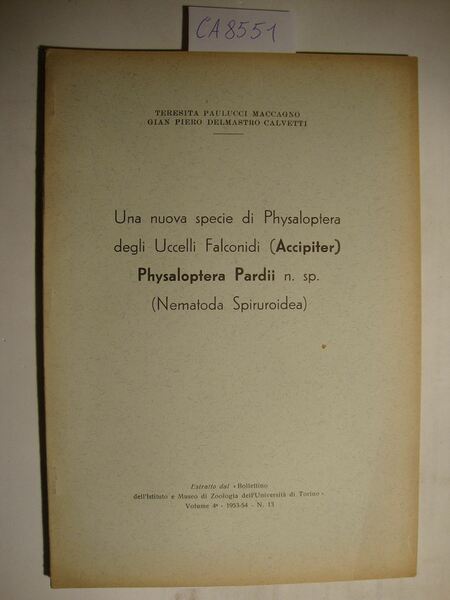 CA8551
TERESITA PAULUCCI MACCAGNO
GIAN PIERO DELMASTRO CALVETTI
Una nuova specie di Physaloptera
degli Uccelli Falconidi (Accipiter)
Physaloptera Pardii n. sp.
(Nematoda Spiruroidea)
Estratto dal «Bollettino
dell'Istituto e Museo di Zoologia dell'Università di Torino»
Volume 4º - 1953-54 - N. 13